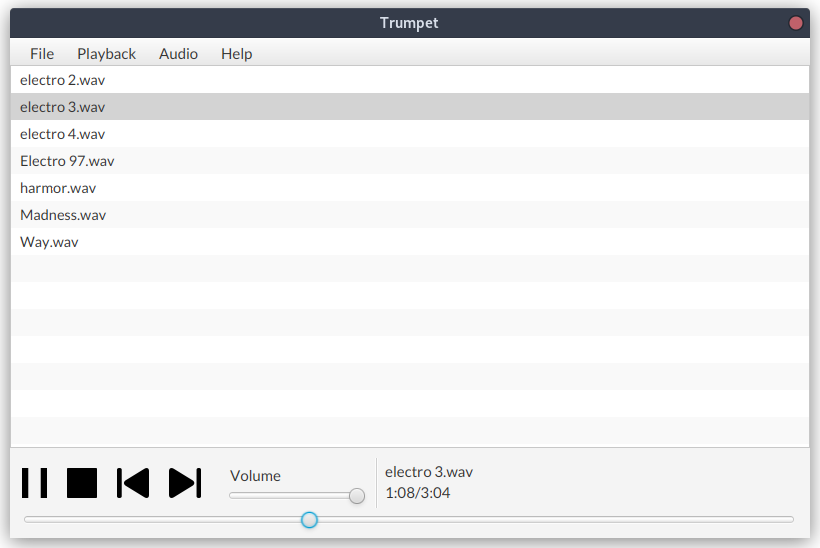 Trumpet
File Playback Audio Help
electro 2.wav
electro 3.wav
electro 4.wav
Electro 97.wav
harmor.wav
Madness.wav
Way.wav
Volume
electro 3.wav
1:08/3:04